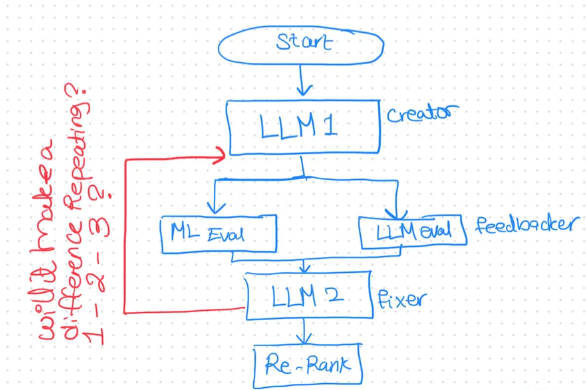 Start
LLM 1
Creator
ML Eval
LLM eval
feedbacker
LLM 2
fixer
Re-Rank
will it make a
difference Repeating?
1-2-3?